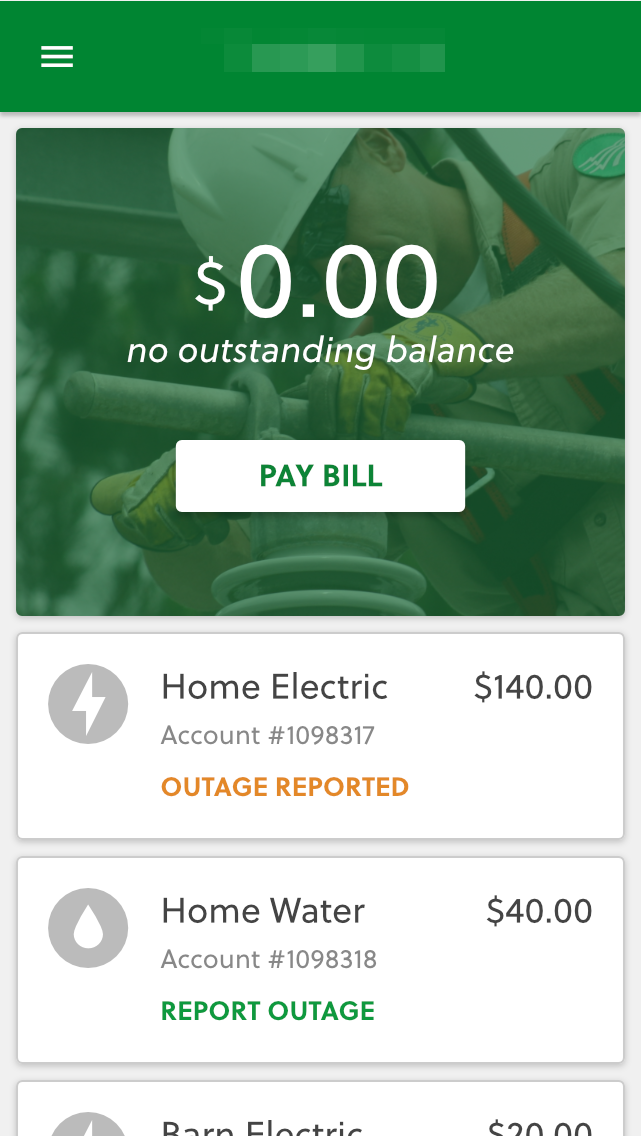 $0.00
no outstanding balance
PAY BILL
Home Electric $140.00
Account #1098317
OUTAGE REPORTED
Home Water $40.00
Account #1098318
REPORT OUTAGE
Barn Electric $20.00